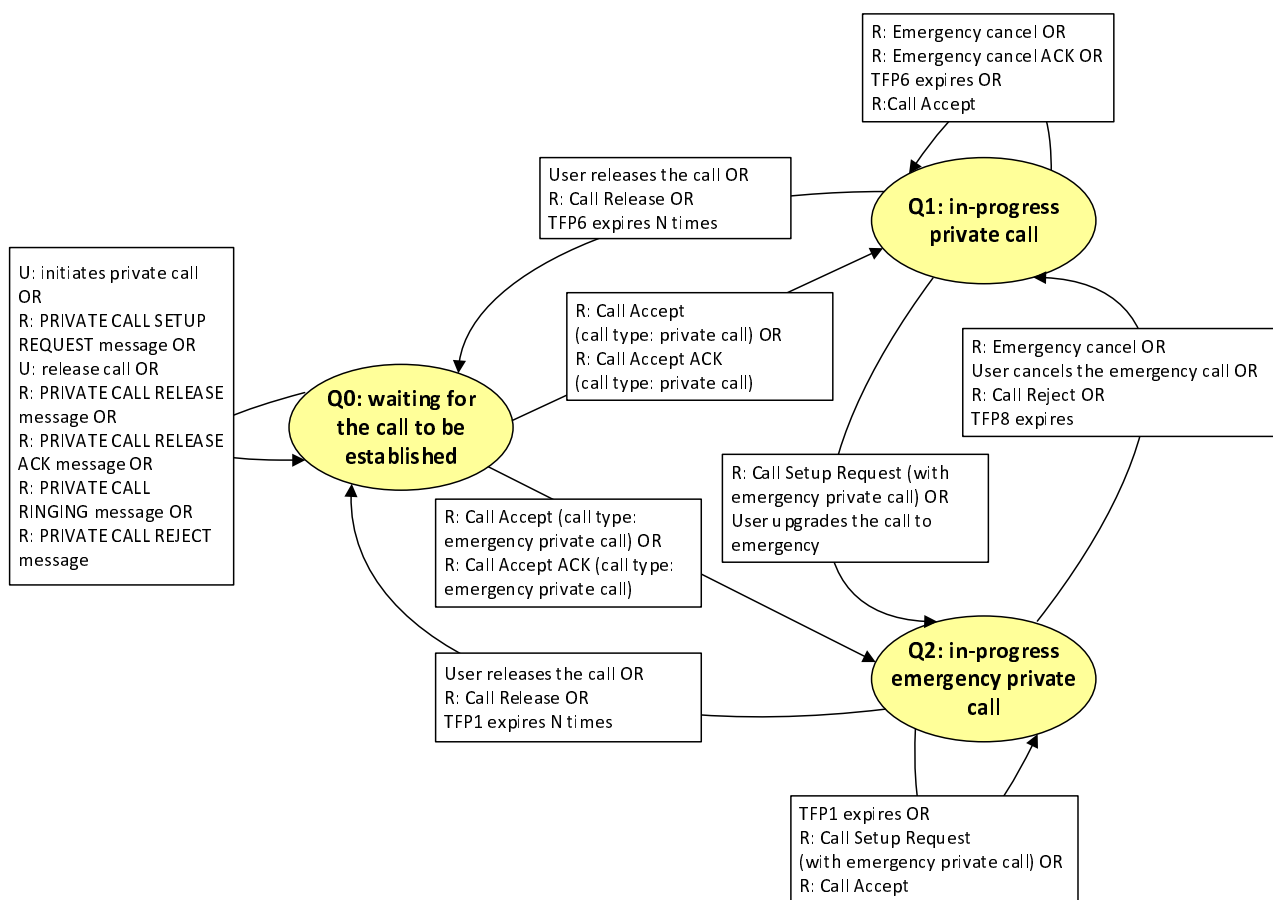 R: Emergency cancel OR
R: Emergency cancel ACK OR
TFP6 expires OR
R:Call Accept
User releases the call OR
R: Call Release OR
TFP6 expires N times
Q1: in-progress
private call
U: initiates private call
OR
R: PRIVATE CALL SETUP
REQUEST message OR
U: release call OR
R: PRIVATE CALL RELEASE
message OR
R: PRIVATE CALL RELEASE
ACK message OR
R: PRIVATE CALL
RINGING message OR
R: PRIVATE CALL REJECT
message
R: Call Accept
(call type: private call) OR
R: Call Accept ACK
(call type: private call)
R: Emergency cancel OR
User cancels the emergency call OR
R: Call Reject OR
TFP8 expires
Q0: waiting for
the call to be
established
R: Call Setup Request (with
emergency private call) OR
User upgrades the call to
emergency
R: Call Accept (call type:
emergency private call) OR
R: Call Accept ACK (call type:
emergency private call)
Q2: in-progress
emergency private
call
User releases the call OR
R: Call Release OR
TFP1 expires N times
TFP1 expires OR
R: Call Setup Request
(with emergency private call) OR
R: Call Accept